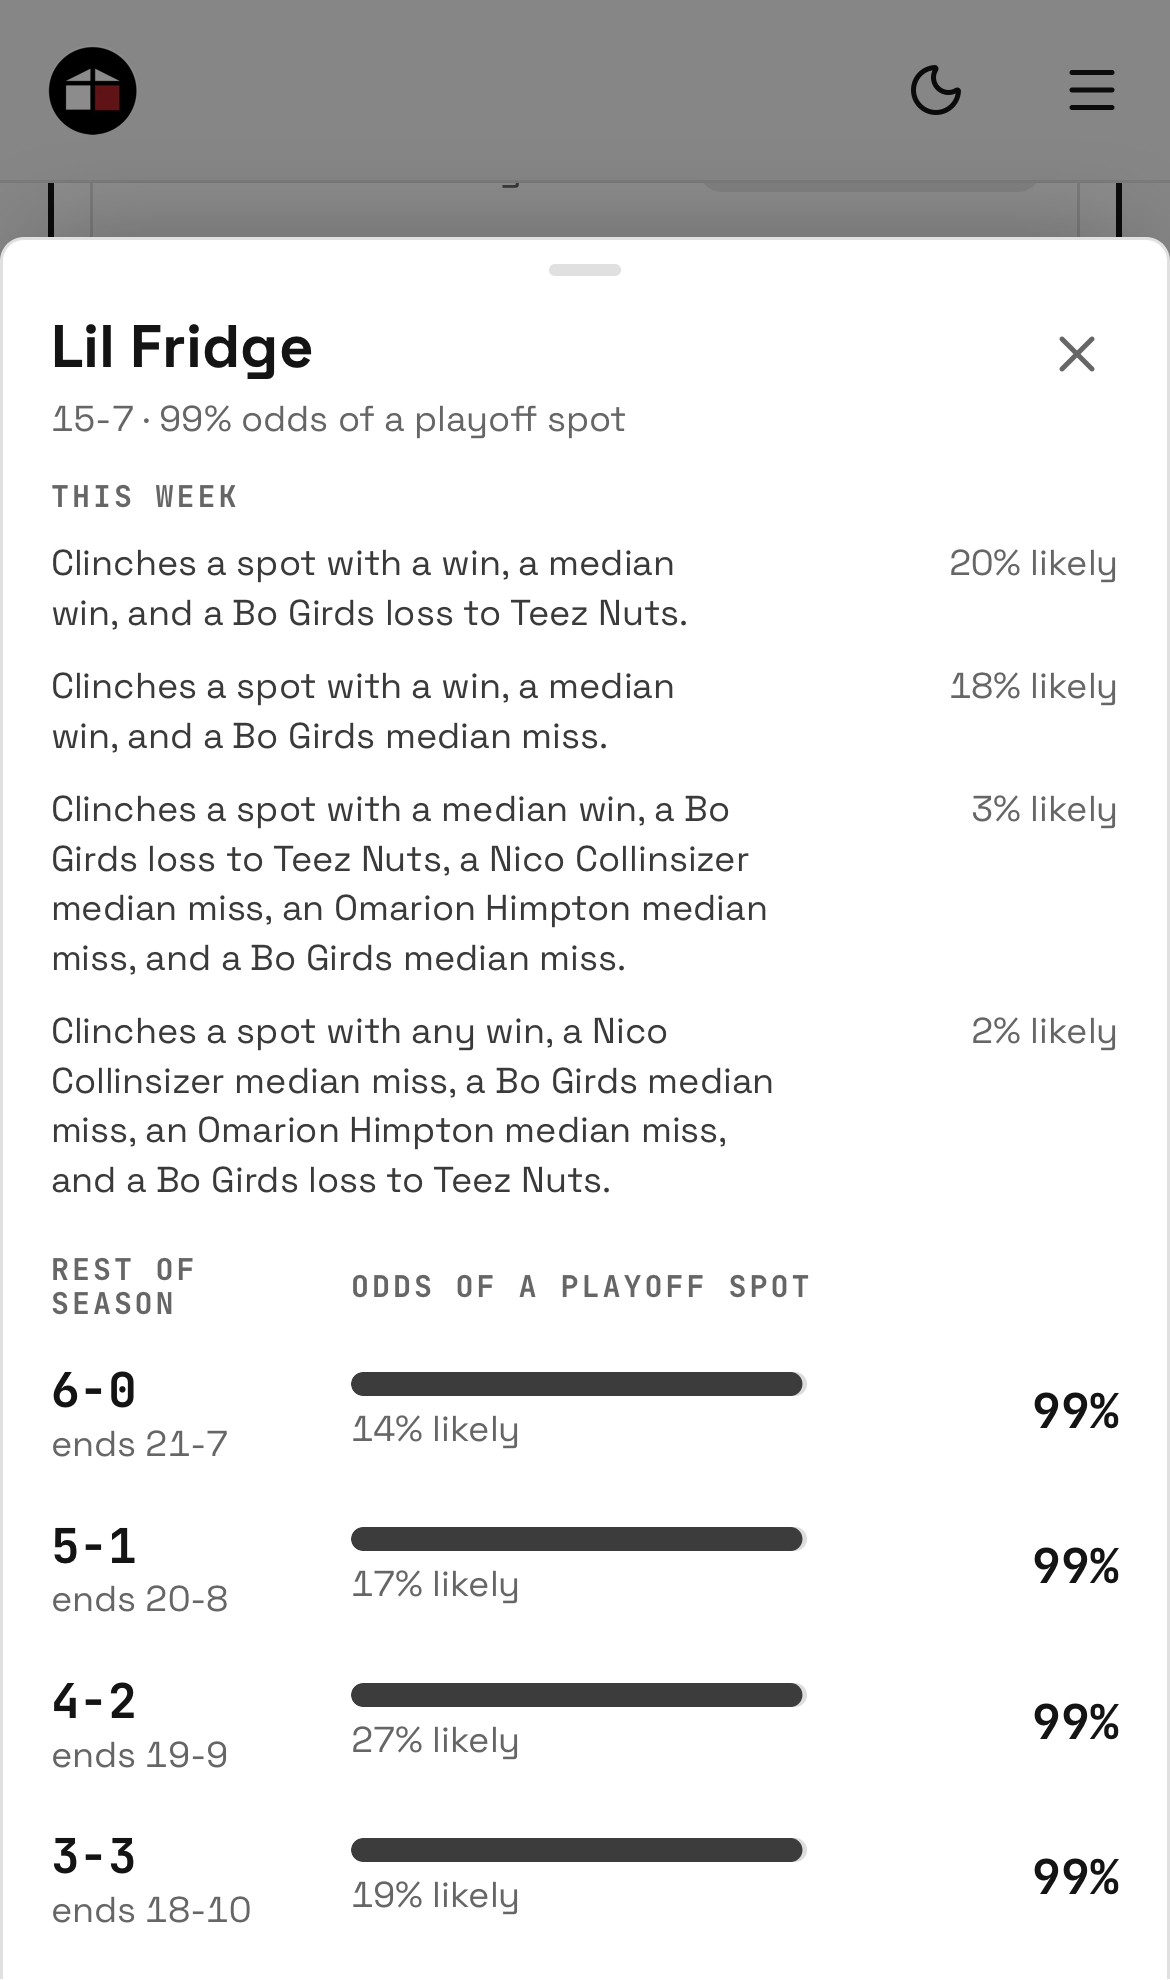 Lil Fridge
15-7 · 99% odds of a playoff spot
THIS WEEK
Clinches a spot with a win, a median
win, and a Bo Girds loss to Teez Nuts.
20% likely
Clinches a spot with a win, a median
win, and a Bo Girds median miss.
18% likely
Clinches a spot with a median win, a Bo
Girds loss to Teez Nuts, a Nico Collinsizer
median miss, an Omarion Himpton median
miss, and a Bo Girds median miss.
3% likely
Clinches a spot with any win, a Nico
Collinsizer median miss, a Bo Girds median
miss, an Omarion Himpton median miss,
and a Bo Girds loss to Teez Nuts.
2% likely
REST OF
SEASON
ODDS OF A PLAYOFF SPOT
6-0
ends 21-7
14% likely
99%
5-1
ends 20-8
17% likely
99%
4-2
ends 19-9
27% likely
99%
3-3
ends 18-10
19% likely
99%